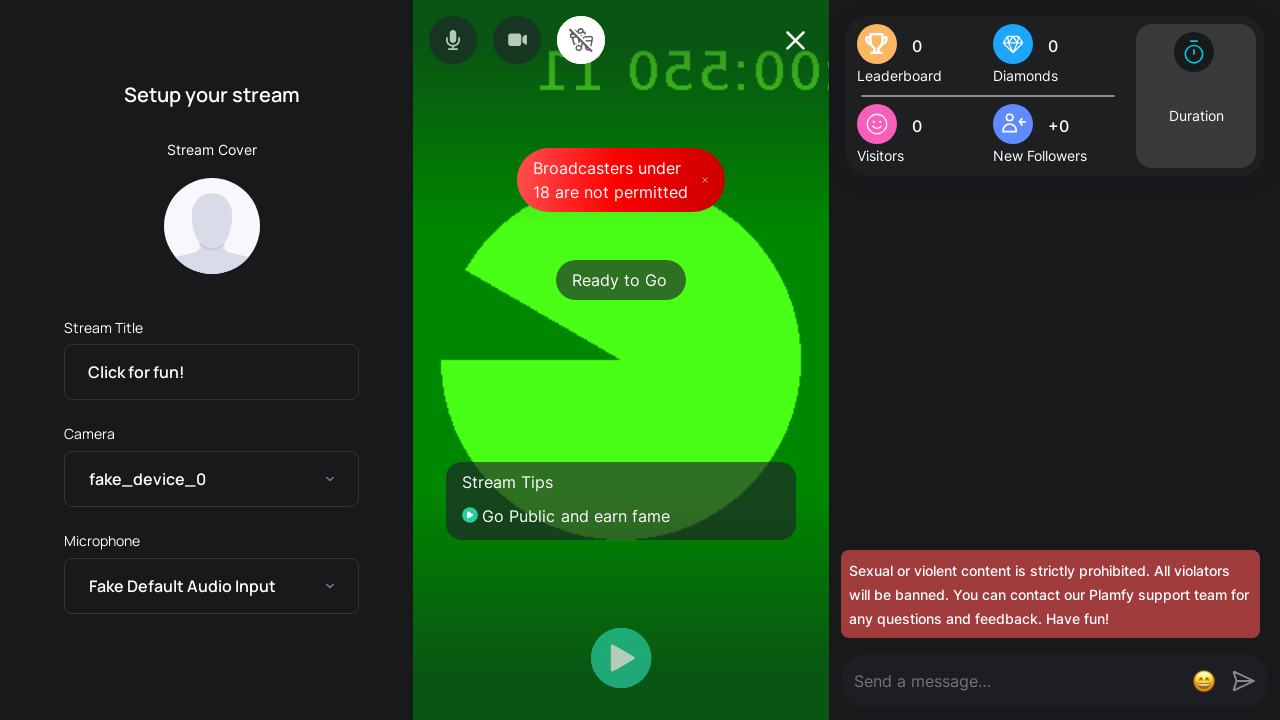 Setup your stream
Stream Cover
Stream Title
Click for fun!
Camera
fake_device_0
Microphone
Fake Default Audio Input
Broadcasters under
18 are not permitted
Ready to Go
Stream Tips
Go Public and earn fame
0
Leaderboard
0
Diamonds
0
Visitors
+0
New Followers
Duration
Sexual or violent content is strictly prohibited. All violators
will be banned. You can contact our Plamfy support team for
any questions and feedback. Have fun!
Send a message...